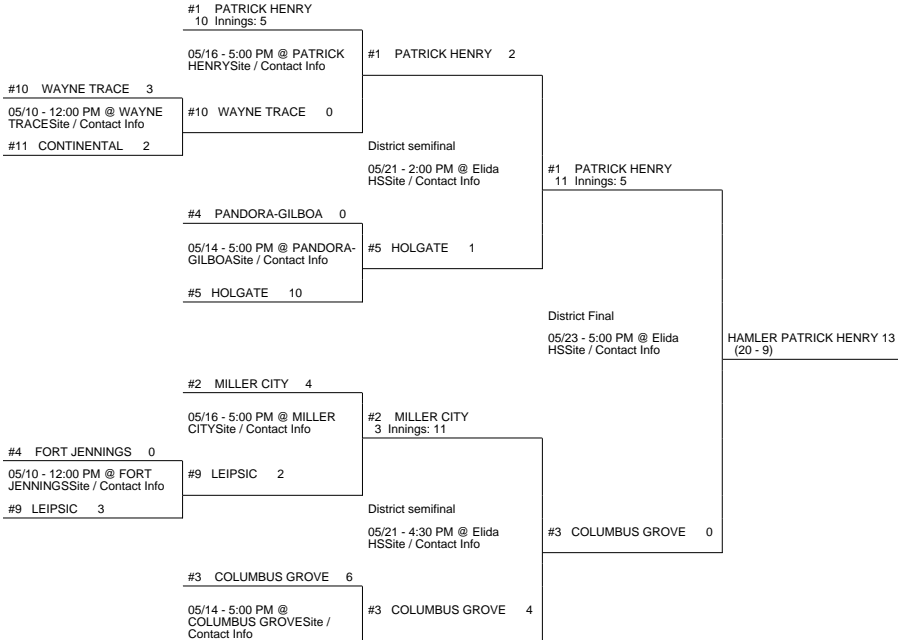 #1 PATRICK HENRY
10 Innings: 5
05/16 - 5:00 PM @ PATRICK
HENRYSite / Contact Info
#1 PATRICK HENRY 2
#10 WAYNE TRACE 3
05/10 - 12:00 PM @ WAYNE
TRACESite / Contact Info
#10 WAYNE TRACE 0
#11 CONTINENTAL 2
District semifinal
05/21 - 2:00 PM @ Elida
HSSite / Contact Info
#1 PATRICK HENRY
11 Innings: 5
#4 PANDORA-GILBOA 0
05/14 - 5:00 PM @ PANDORA-
GILBOASite / Contact Info
#5 HOLGATE 1
#5 HOLGATE 10
District Final
05/23 - 5:00 PM @ Elida
HSSite / Contact Info
HAMLER PATRICK HENRY 13
(20 - 9)
#2 MILLER CITY 4
05/16 - 5:00 PM @ MILLER
CITYSite / Contact Info
#2 MILLER CITY
3 Innings: 11
#4 FORT JENNINGS 0
05/10 - 12:00 PM @ FORT
JENNINGSSite / Contact Info
#9 LEIPSIC 2
#9 LEIPSIC 3
District semifinal
05/21 - 4:30 PM @ Elida
HSSite / Contact Info
#3 COLUMBUS GROVE 0
#3 COLUMBUS GROVE 6
05/14 - 5:00 PM @
COLUMBUS GROVESite /
Contact Info
#3 COLUMBUS GROVE 4